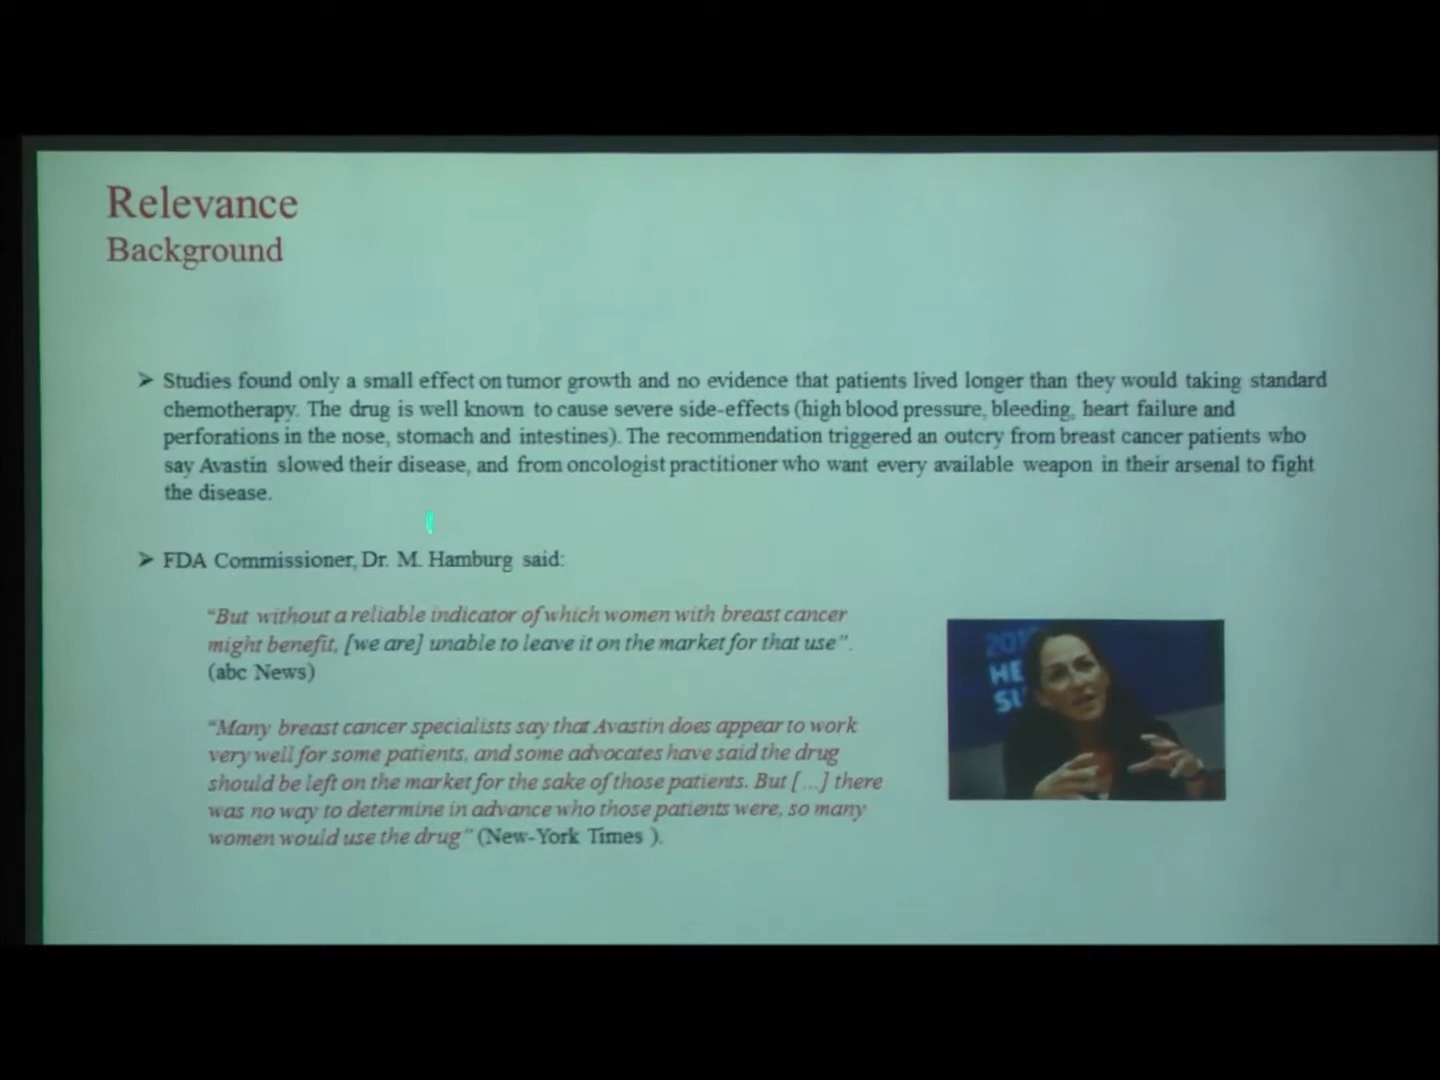 Relevance
Background
➢ Studies found only a small effect on tumor growth and no evidence that patients lived longer than they would taking standard
chemotherapy. The drug is well known to cause severe side-effects (high blood pressure, bleeding, heart failure and
perforations in the nose, stomach and intestines). The recommendation triggered an outcry from breast cancer patients who
say Avastin slowed their disease, and from oncologist practitioner who want every available weapon in their arsenal to fight
the disease.
➢ FDA Commissioner, Dr. M. Hamburg said:
“But without a reliable indicator of which women with breast cancer
might benefit, [we are] unable to leave it on the market for that use”.
(abc News)
“Many breast cancer specialists say that Avastin does appear to work
very well for some patients, and some advocates have said the drug
should be left on the market for the sake of those patients. But [...] there
was no way to determine in advance who those patients were, so many
women would use the drug” (New-York Times ).
201
HE
SU